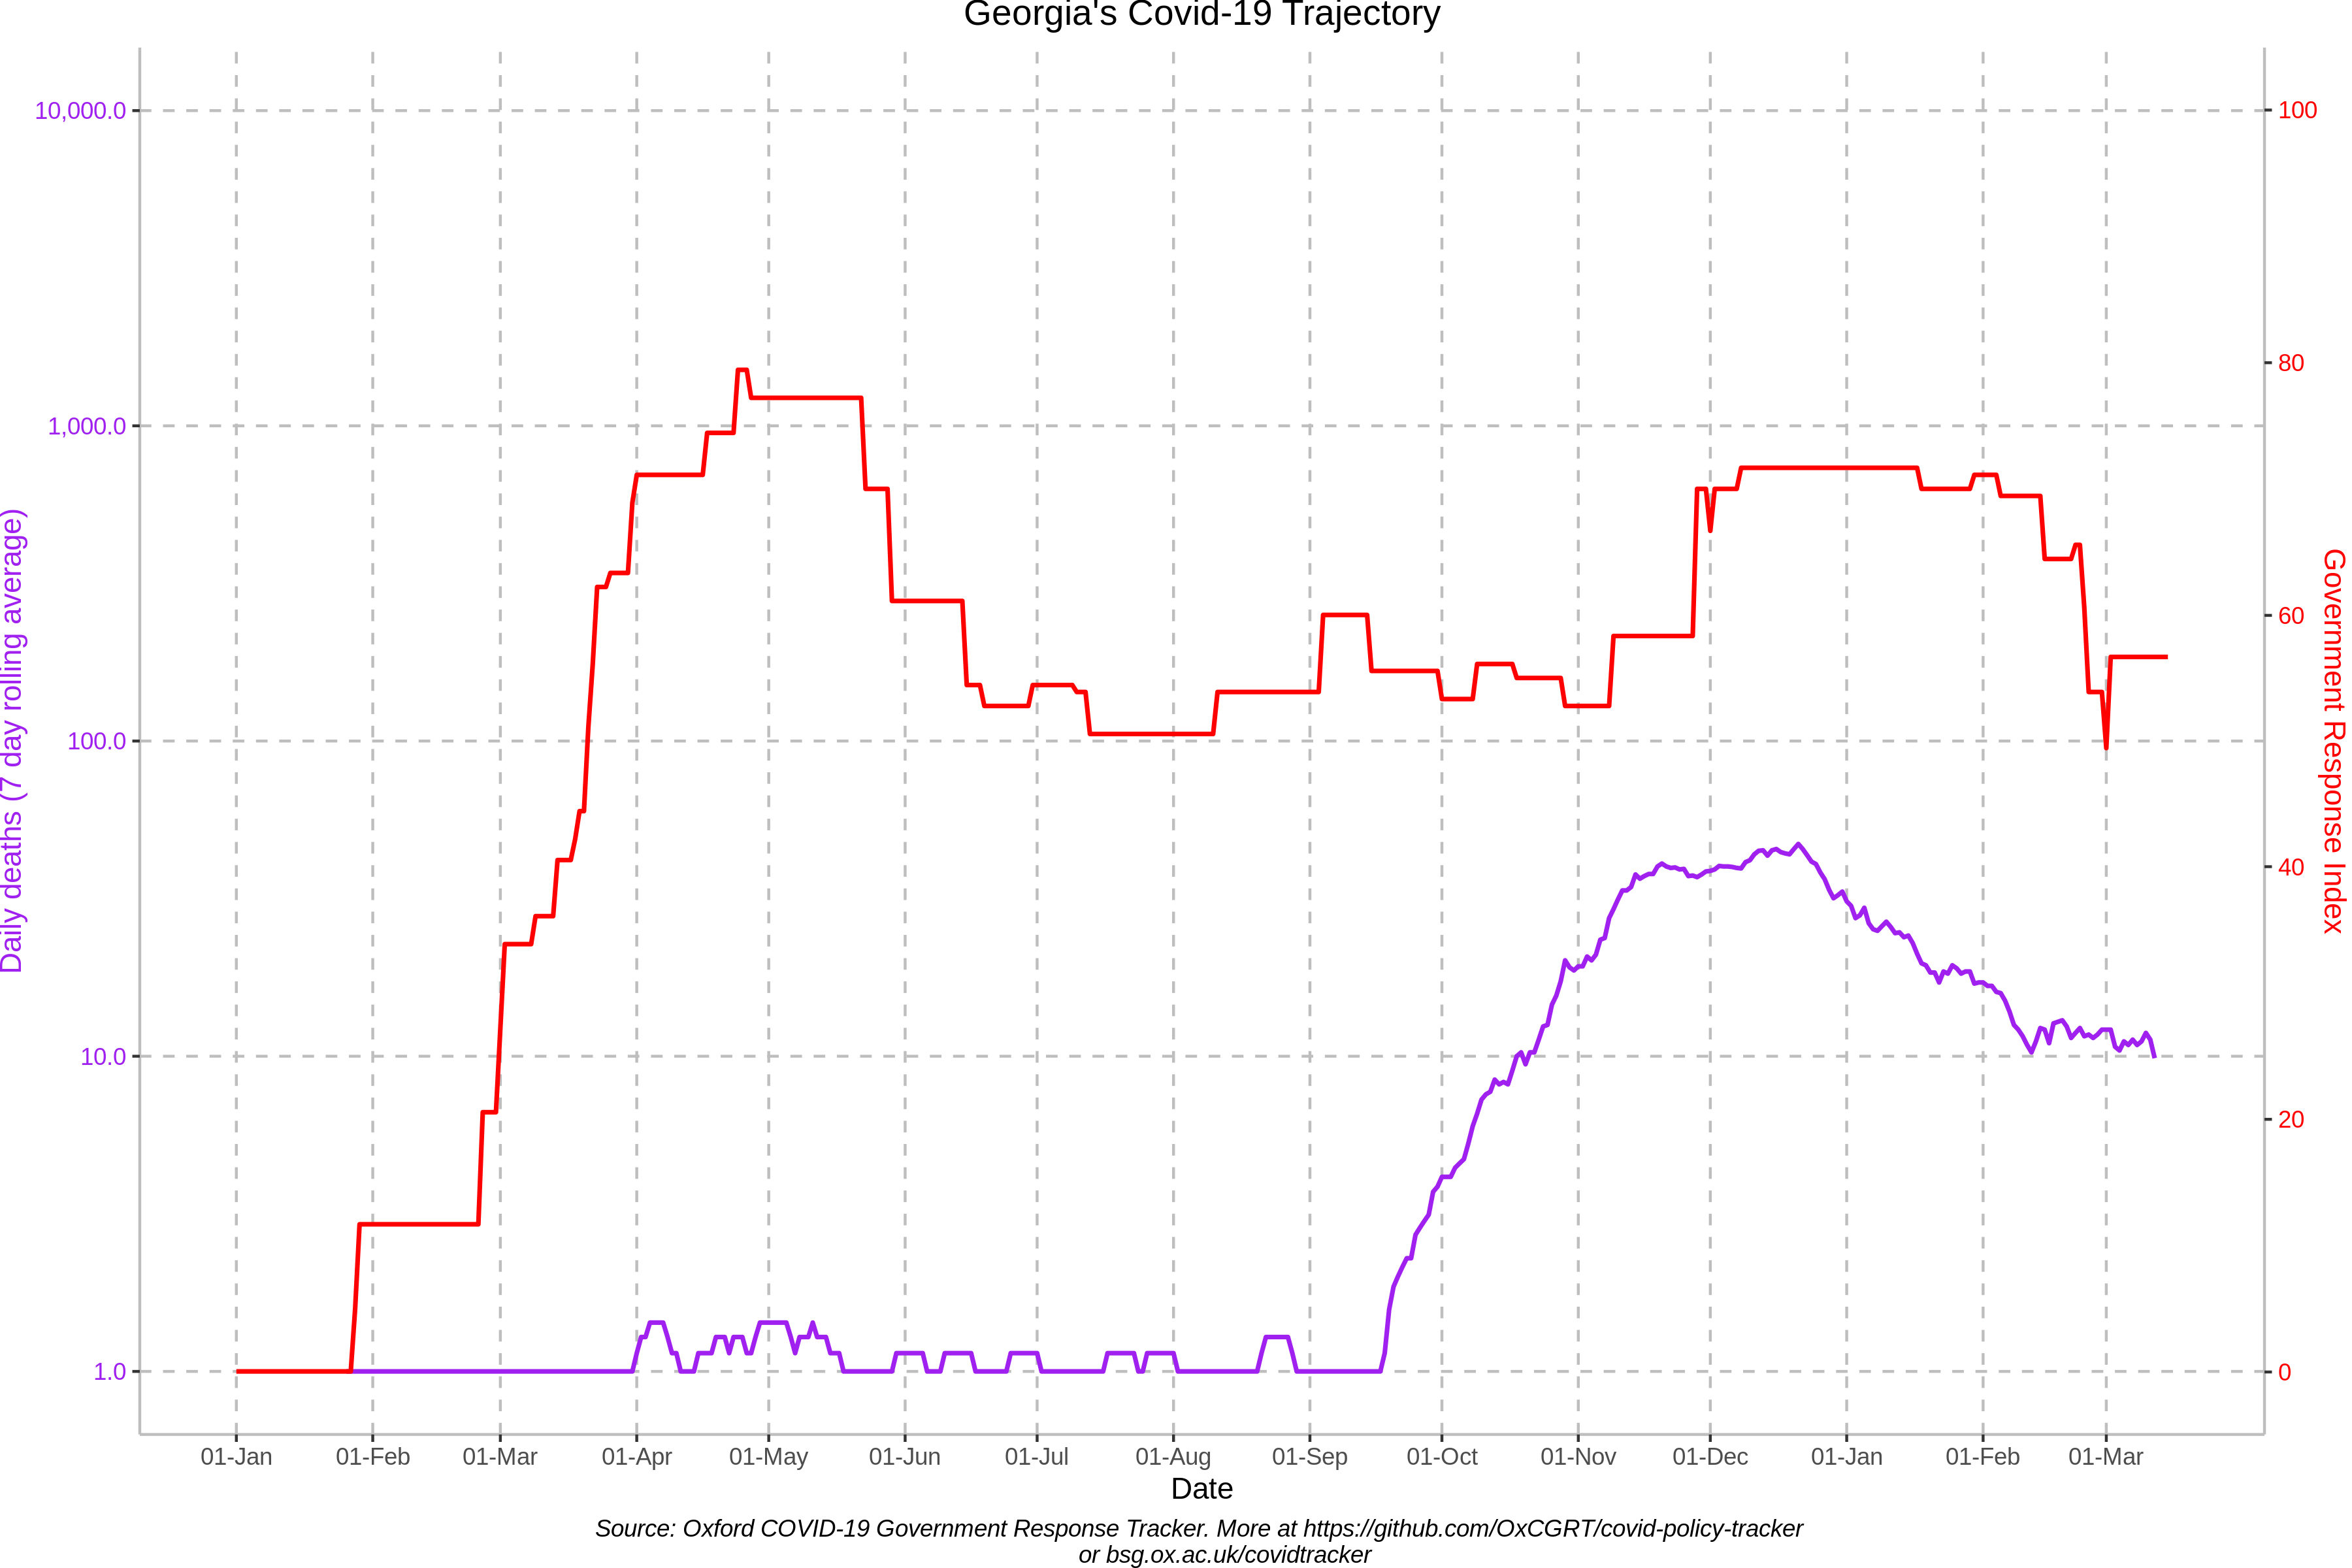 Georgia's Covid-19 Trajectory
10,000.0
1,000.0
100.0
10.0
1.0
Daily deaths (7 day rolling average)
100
80
60
40
20
0
Government Response Index
01-Jan 01-Feb 01-Mar 01-Apr 01-May 01-Jun 01-Jul 01-Aug 01-Sep 01-Oct 01-Nov 01-Dec 01-Jan 01-Feb 01-Mar
Date
Source: Oxford COVID-19 Government Response Tracker. More at https://github.com/OxCGRT/covid-policy-tracker
or bsg.ox.ac.uk/covidtracker